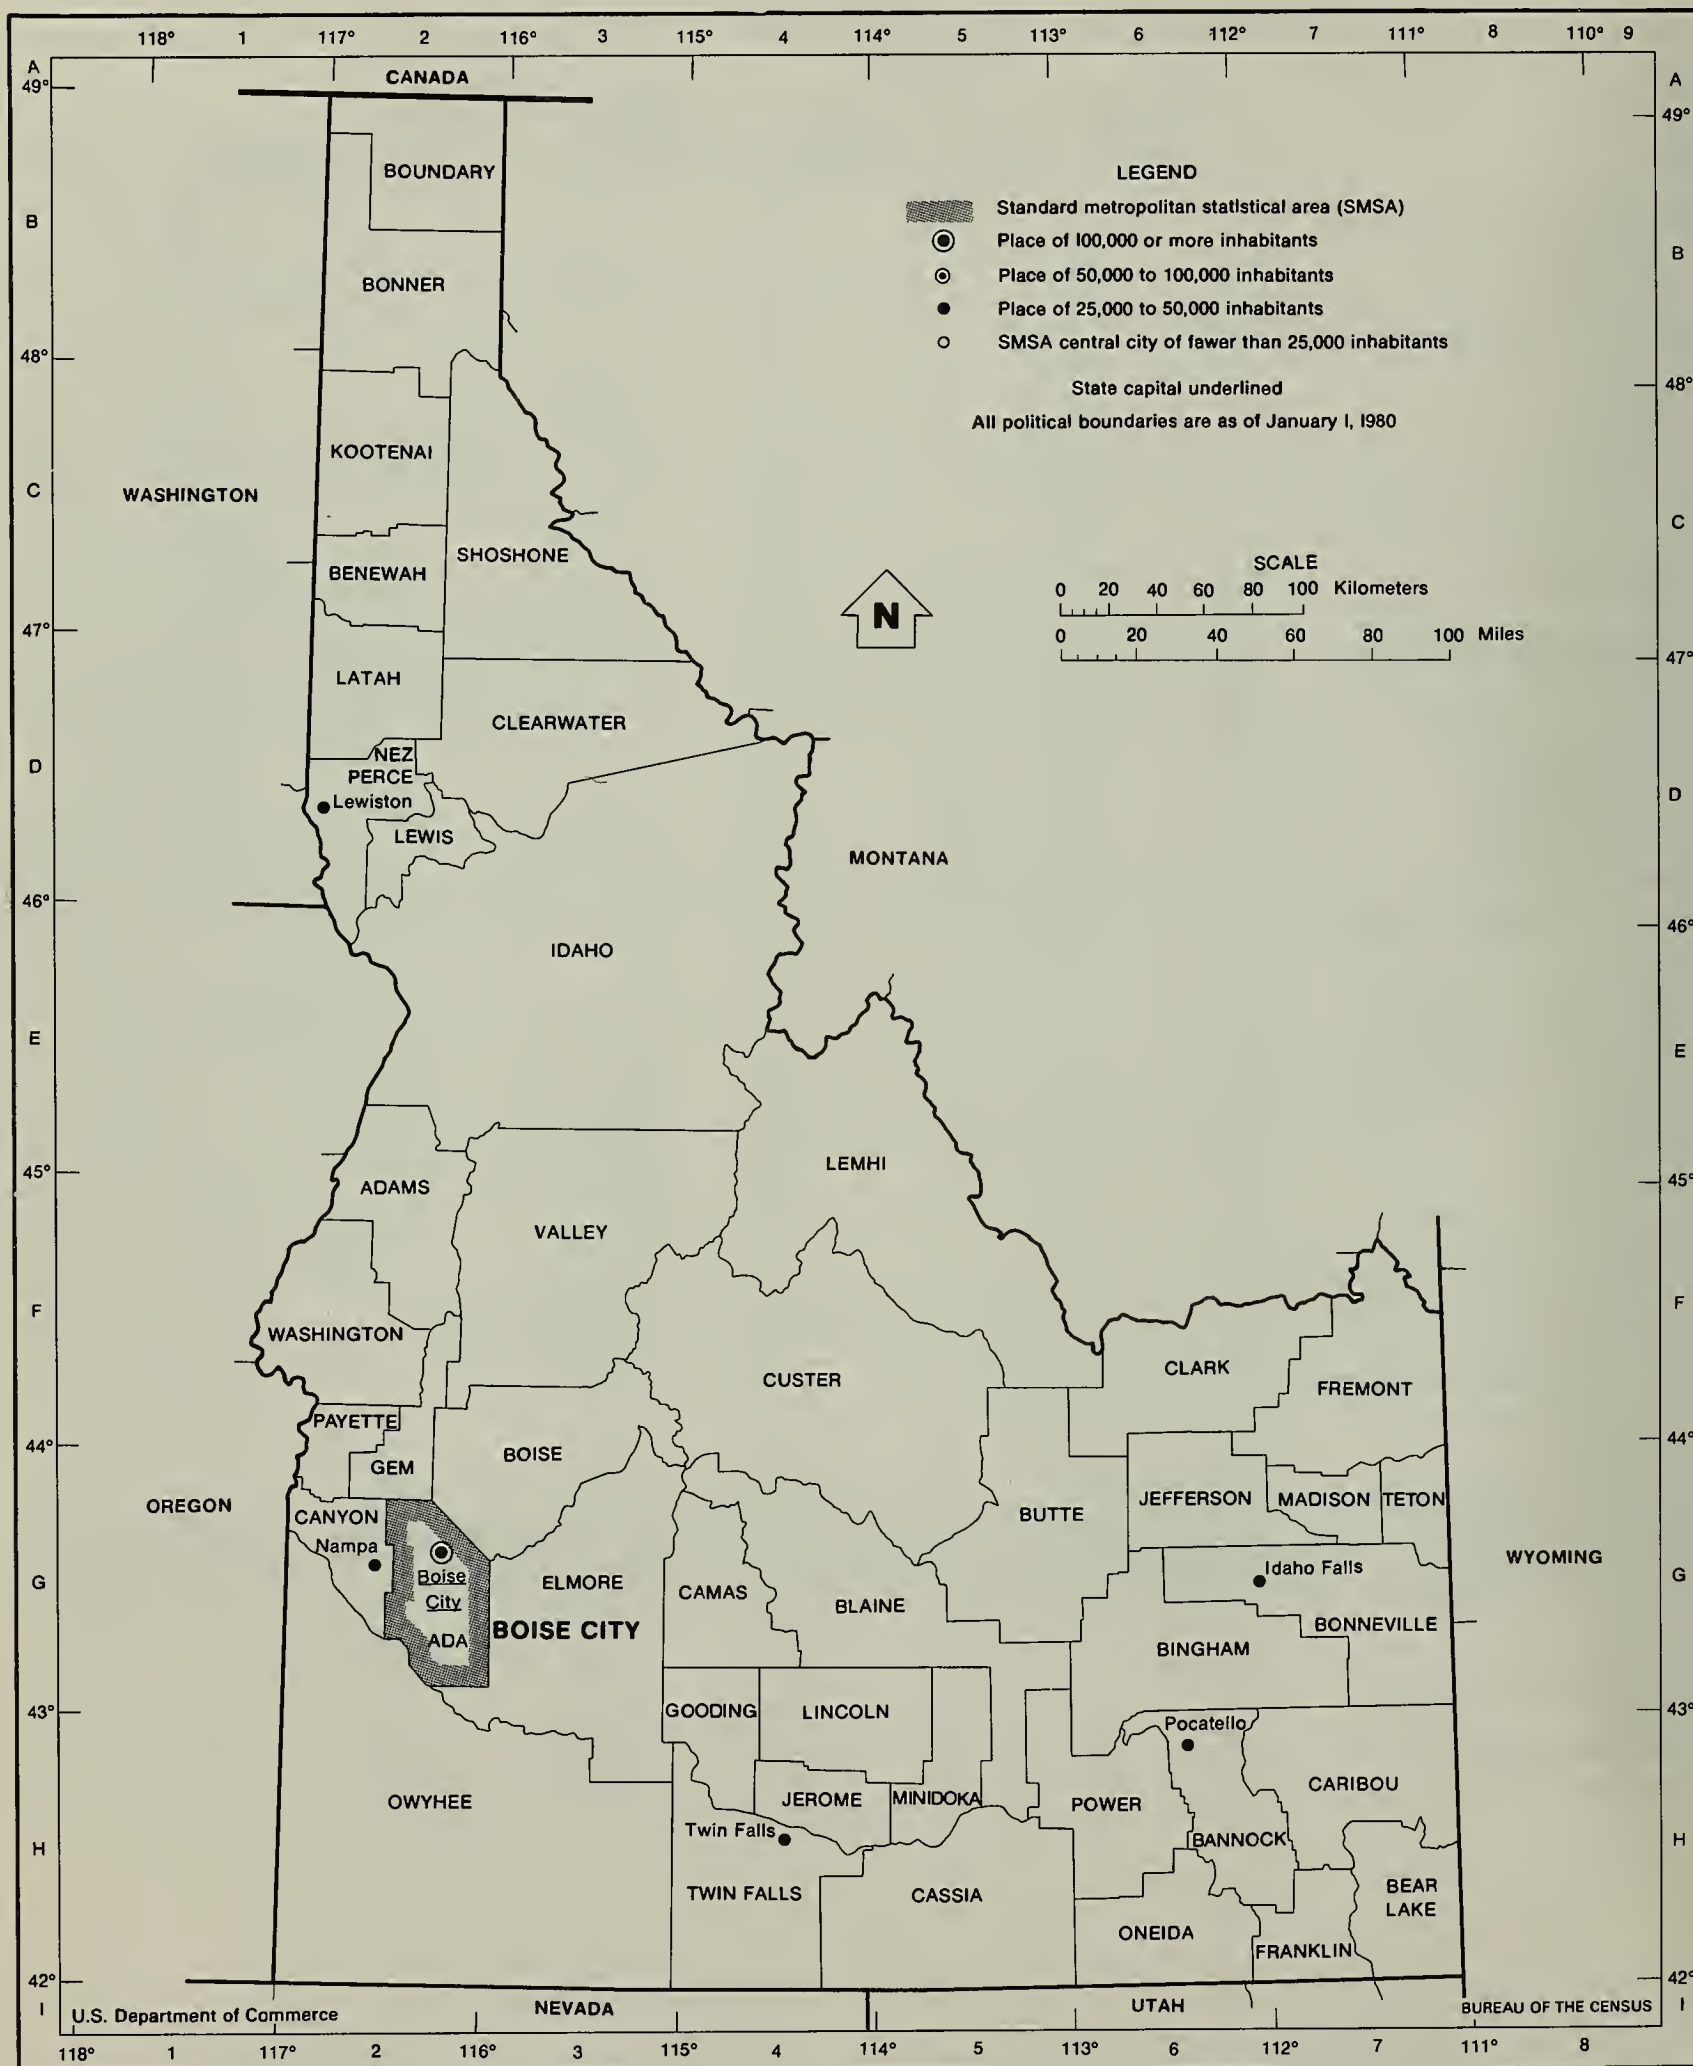 118° 1 117° 2 116° 3 115° 4 114° 5 113° 6 112° 7 111° 8 110° 9
A A
49° 49°
CANADA
BOUNDARY
LEGEND
Standard metropolitan statistical area (SMSA)
B B
Place of 100,000 or more inhabitants
Place of 50,000 to 100,000 inhabitants
BONNER
Place of 25,000 to 50,000 inhabitants
SMSA central city of fewer than 25,000 inhabitants
48° 48°
State capital underlined
All political boundaries are as of January 1, 1980
KOOTENAI
C C
WASHINGTON
SHOSHONE
BENEWAH
SCALE
0 20 40 60 80 100 Kilometers
N
0 20 40 60 80 100 Miles
47° 47°
LATAH
CLEARWATER
NEZ
PERCE
D D
Lewiston
LEWIS
MONTANA
46° 46°
IDAHO
E E
LEMHI
45° 45°
ADAMS
VALLEY
F F
WASHINGTON
CUSTER
CLARK
FREMONT
PAYETTE
44° 44°
BOISE
GEM
OREGON
JEFFERSON MADISON TETON
CANYON
BUTTE
Nampa
WYOMING
Idaho Falls
G G
Boise
City
ELMORE
CAMAS
BLAINE
BONNEVILLE
ADA
BOISE CITY
BINGHAM
43° 43°
GOODING LINCOLN
Pocatello
OWYHEE
JEROME MINIDOKA
POWER
CARIBOU
Twin Falls
H H
BANNOCK
TWIN FALLS
CASSIA
BEAR
LAKE
ONEIDA
FRANKLIN
42° 42°
I I
U.S. Department of Commerce
NEVADA
UTAH
BUREAU OF THE CENSUS
118° 1 117° 2 116° 3 115° 4 114° 5 113° 6 112° 7 111° 8